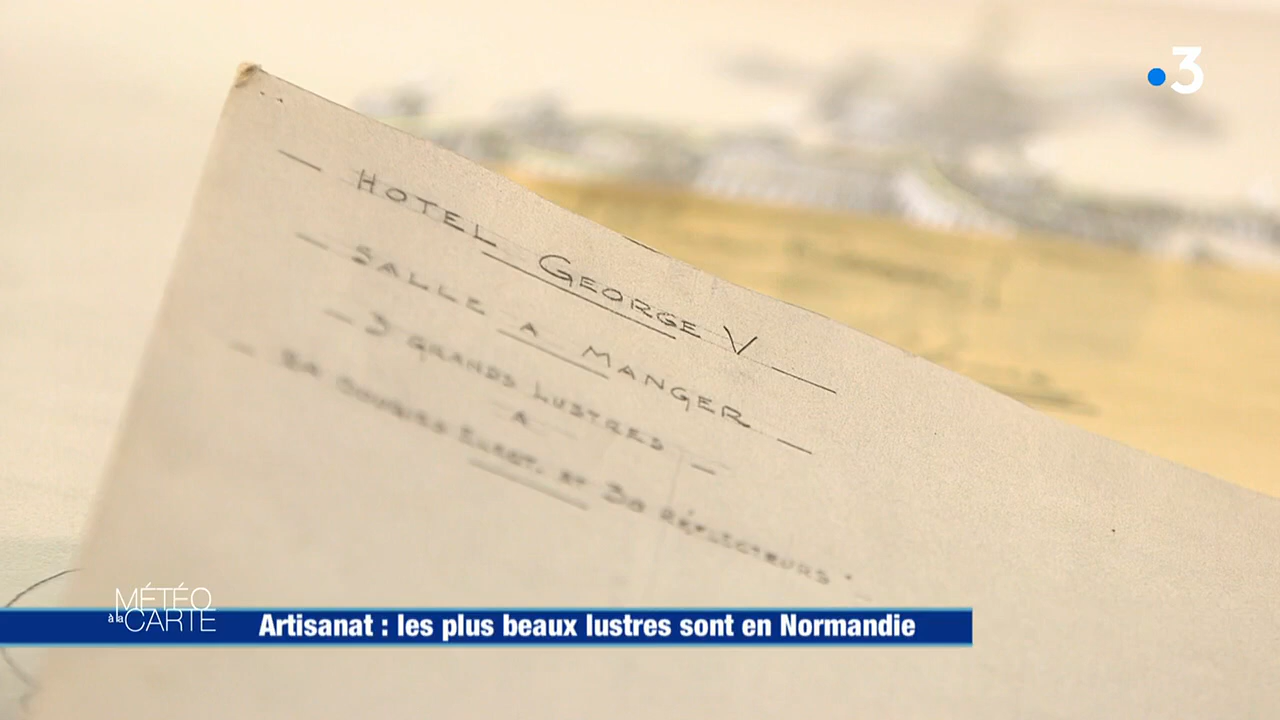 3
— HOTEL GEORGE V —
— SALLE A MANGER —
— 3 GRANDS LUSTRES —
A
ET 30 RÉFLECTEURS
MÉTÉO
à la CARTE
Artisanat : les plus beaux lustres sont en Normandie